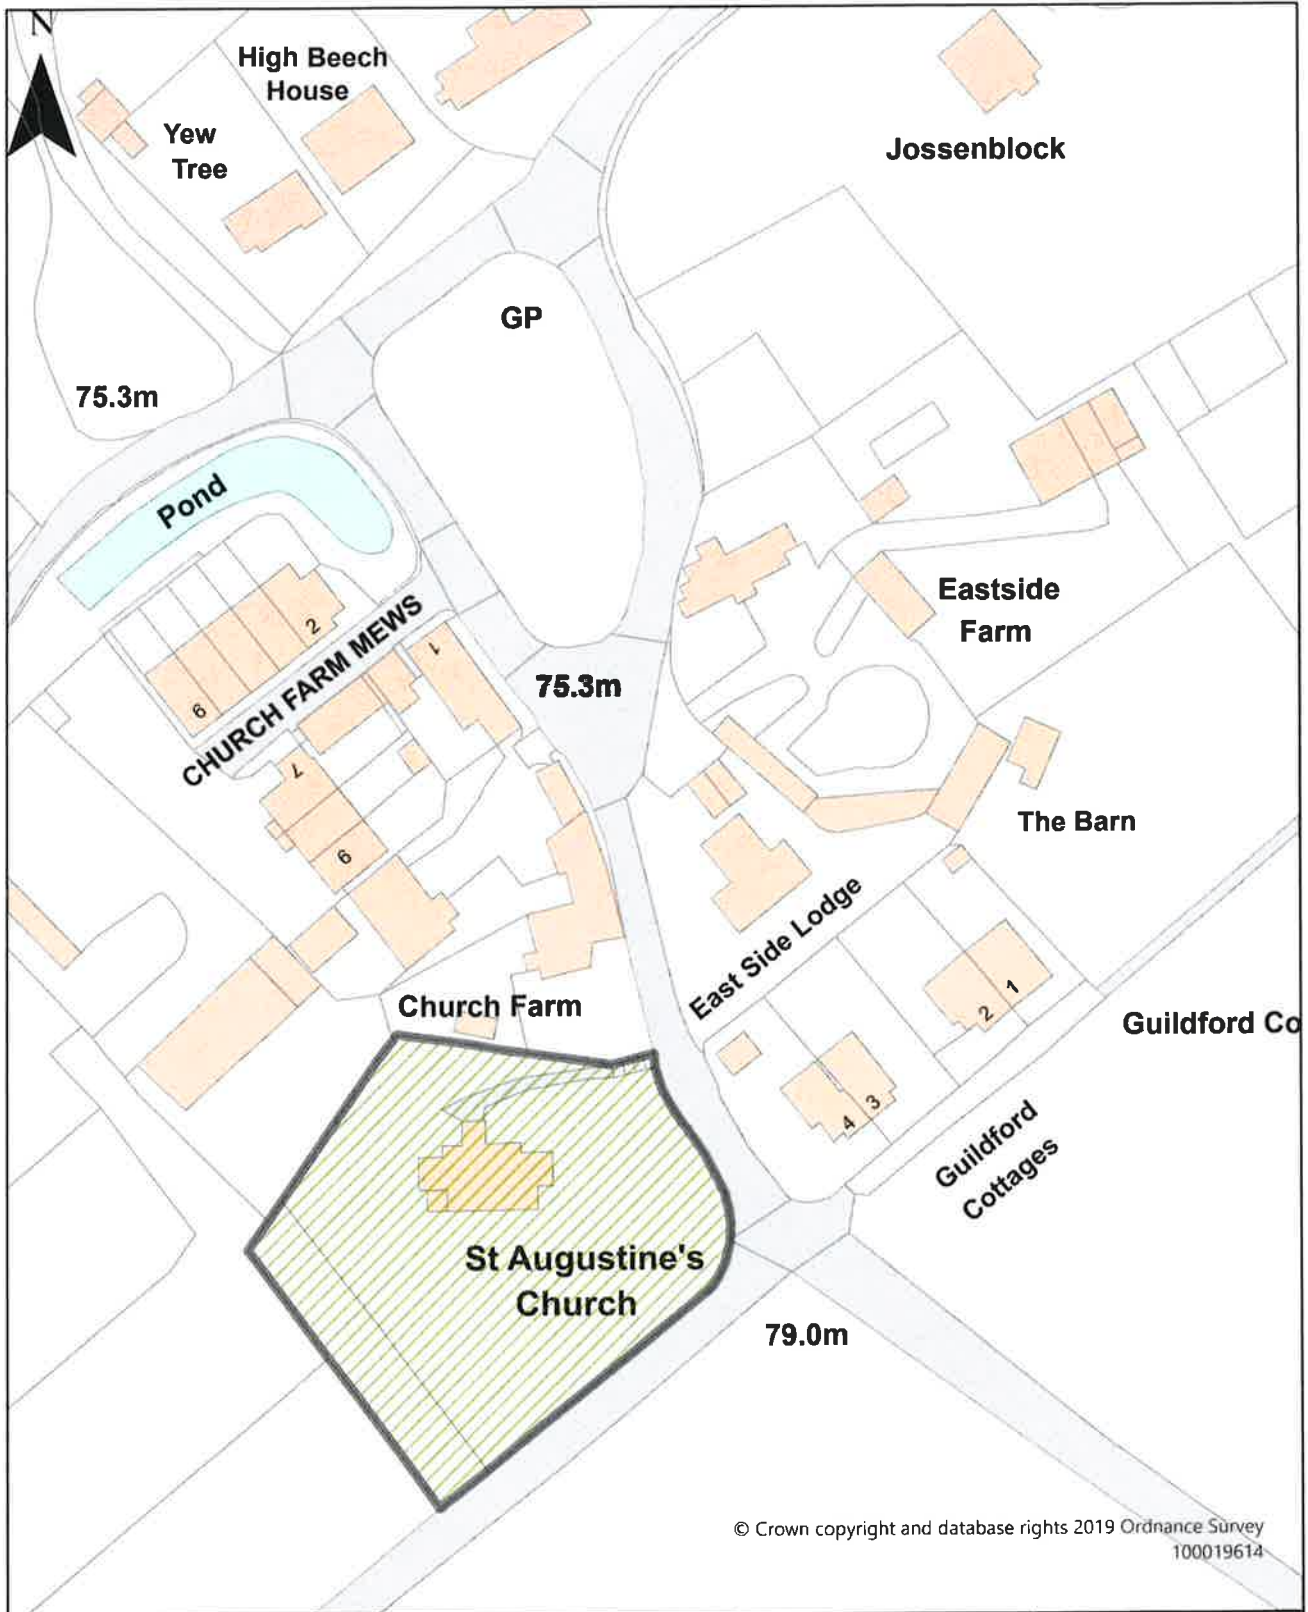 N
High Beech
House
Yew
Tree
Jossenblock
GP
75.3m
Pond
Eastside
Farm
2
CHURCH FARM MEWS
1
6
75.3m
7
9
The Barn
East Side Lodge
Church Farm
1
2
Guildford Co
3
4
Guildford
Cottages
St Augustine's
Church
79.0m
© Crown copyright and database rights 2019 Ordnance Survey
100019614